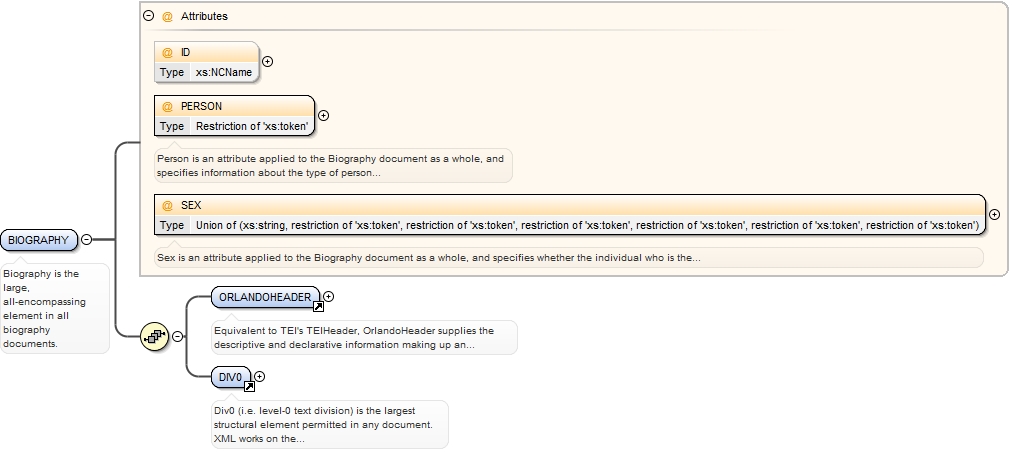 @ Attributes
@ ID
Type xs:NCName
@ PERSON
Type Restriction of 'xs:token'
Person is an attribute applied to the Biography document as a whole, and
specifies information about the type of person...
@ SEX
Type Union of (xs:string, restriction of 'xs:token', restriction of 'xs:token', restriction of 'xs:token', restriction of 'xs:token', restriction of 'xs:token', restriction of 'xs:token')
Sex is an attribute applied to the Biography document as a whole, and specifies whether the individual who is the...
BIOGRAPHY
Biography is the
large,
all-encompassing
element in all
biography
documents.
ORLANDOHEADER
Equivalent to TEI's TEIHeader, OrlandoHeader supplies the
descriptive and declarative information making up an...
DIV0
Div0 (i.e. level-0 text division) is the largest
structural element permitted in any document.
XML works on the...